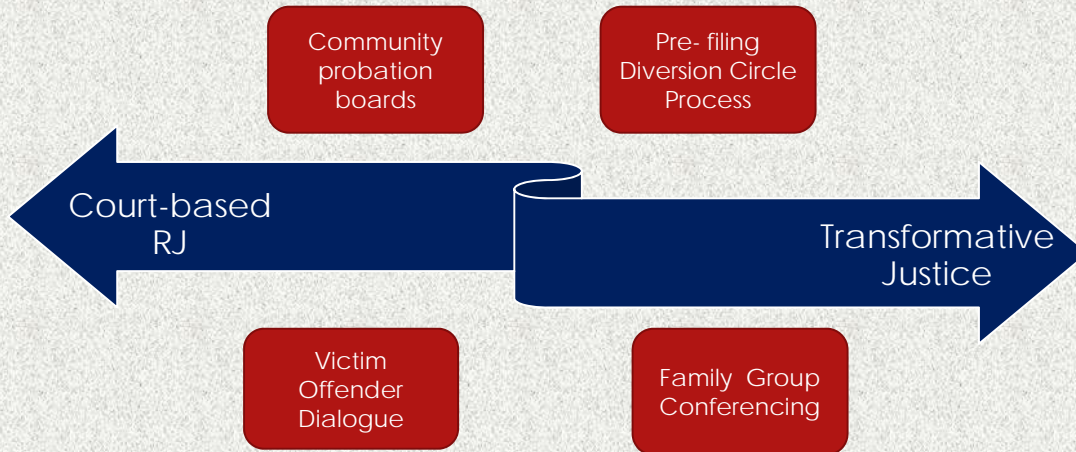 Community
probation
boards
Pre- filing
Diversion Circle
Process
Court-based
RJ
Transformative
Justice
Victim
Offender
Dialogue
Family Group
Conferencing